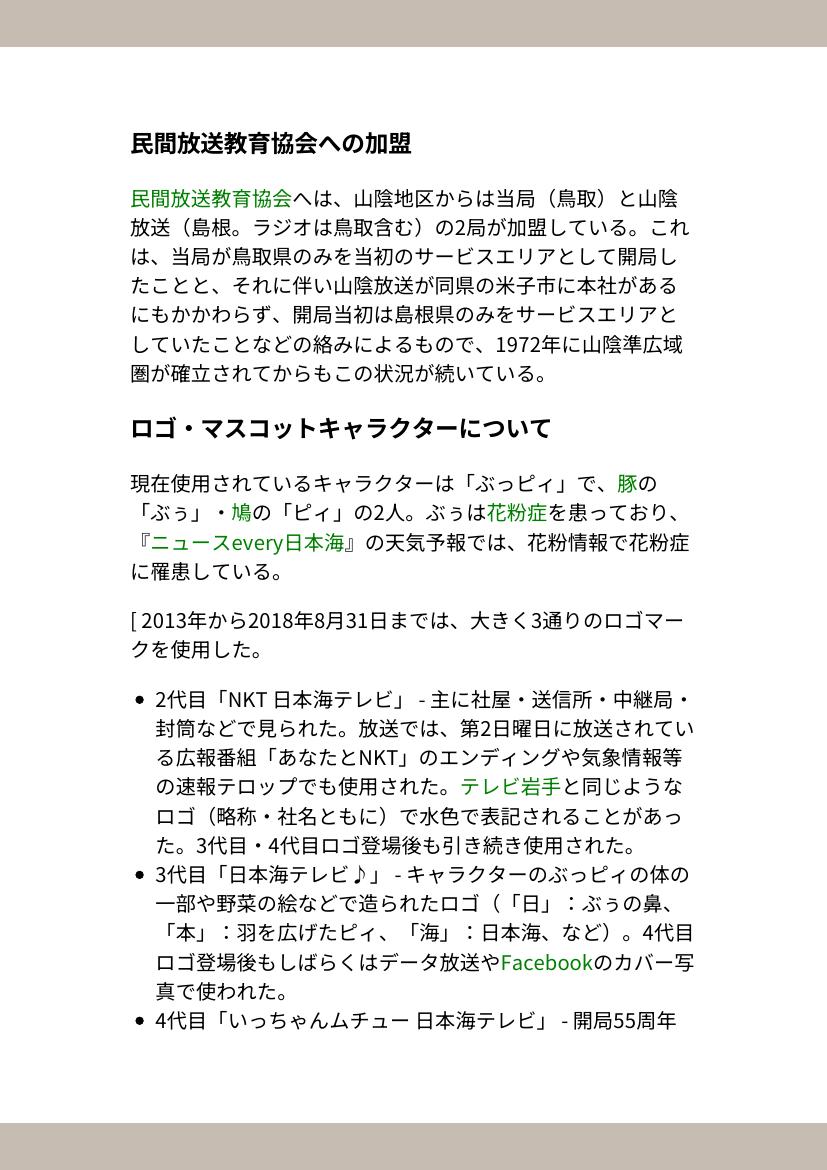 民間放送教育協会への加盟
民間放送教育協会へは、山陰地区からは当局（鳥取）と山陰
放送（島根。ラジオは鳥取含む）の2局が加盟している。これ
は、当局が鳥取県のみを当初のサービスエリアとして開局し
たことと、それに伴い山陰放送が同県の米子市に本社がある
にもかかわらず、開局当初は島根県のみをサービスエリアと
していたことなどの絡みによるもので、1972年に山陰準広域
圏が確立されてからもこの状況が続いている。
ロゴ・マスコットキャラクターについて
現在使用されているキャラクターは「ぶっピィ」で、豚の
「ぶぅ」・鳩の「ピィ」の2人。ぶぅは花粉症を患っており、
『ニュースevery日本海』の天気予報では、花粉情報で花粉症
に罹患している。
[ 2013年から2018年8月31日までは、大きく3通りのロゴマー
クを使用した。
• 2代目「NKT 日本海テレビ」 - 主に社屋・送信所・中継局・
封筒などで見られた。放送では、第2日曜日に放送されてい
る広報番組「あなたとNKT」のエンディングや気象情報等
の速報テロップでも使用された。テレビ岩手と同じような
ロゴ（略称・社名ともに）で水色で表記されることがあっ
た。3代目・4代目ロゴ登場後も引き続き使用された。
• 3代目「日本海テレビ♪」 - キャラクターのぶっピィの体の
一部や野菜の絵などで造られたロゴ（「日」：ぶぅの鼻、
「本」：羽を広げたピィ、「海」：日本海、など）。4代目
ロゴ登場後もしばらくはデータ放送やFacebookのカバー写
真で使われた。
• 4代目「いっちゃんムチュー 日本海テレビ」 - 開局55周年